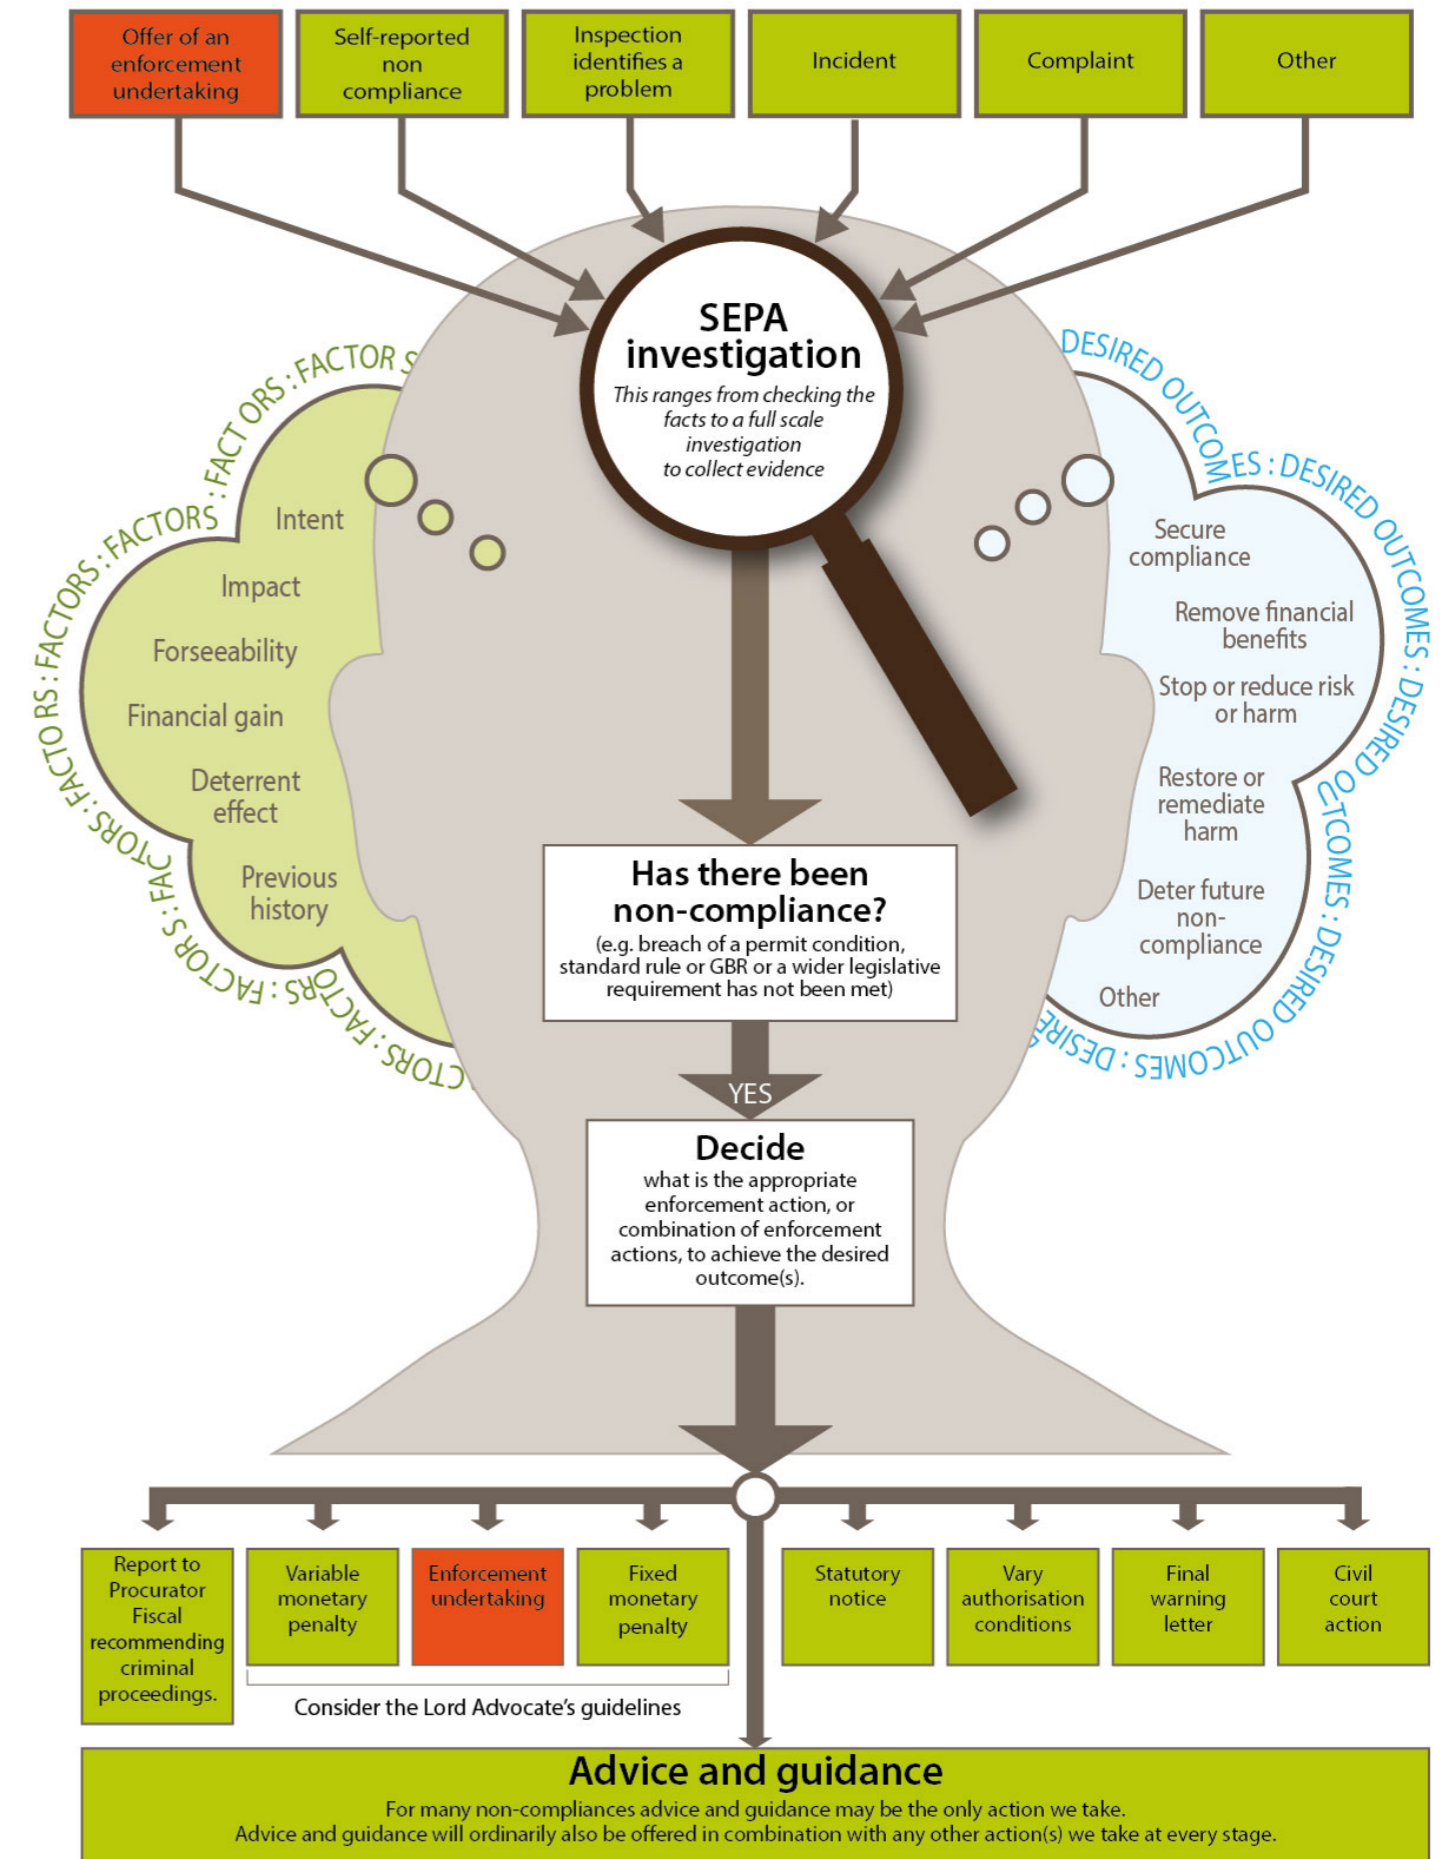 Offer of an
enforcement
undertaking
Self-reported
non
compliance
Inspection
identifies a
problem
Incident
Complaint
Other
SEPA
investigation
This ranges from checking the
facts to a full scale
investigation
to collect evidence
FACTORS : FACTORS : FACTORS : FACTORS : FACTORS : FACT ORS : FACTOR S
Intent
Impact
Forseeability
Financial gain
Deterrent
effect
Previous
history
DESIRED OUTCOMES : DESIRED OUTCOMES : DESIRED OUTCOMES : DESIRED OUTCOMES : DESIRE
Secure
compliance
Remove financial
benefits
Stop or reduce risk
or harm
Restore or
remediate
harm
Deter future
non-
compliance
Other
Has there been
non-compliance?
(e.g. breach of a permit condition,
standard rule or GBR or a wider legislative
requirement has not been met)
YES
Decide
what is the appropriate
enforcement action, or
combination of enforcement
actions, to achieve the desired
outcome(s).
Report to
Procurator
Fiscal
recommending
criminal
proceedings.
Variable
monetary
penalty
Enforcement
undertaking
Fixed
monetary
penalty
Statutory
notice
Vary
authorisation
conditions
Final
warning
letter
Civil
court
action
Consider the Lord Advocate's guidelines
Advice and guidance
For many non-compliances advice and guidance may be the only action we take.
Advice and guidance will ordinarily also be offered in combination with any other action(s) we take at every stage.